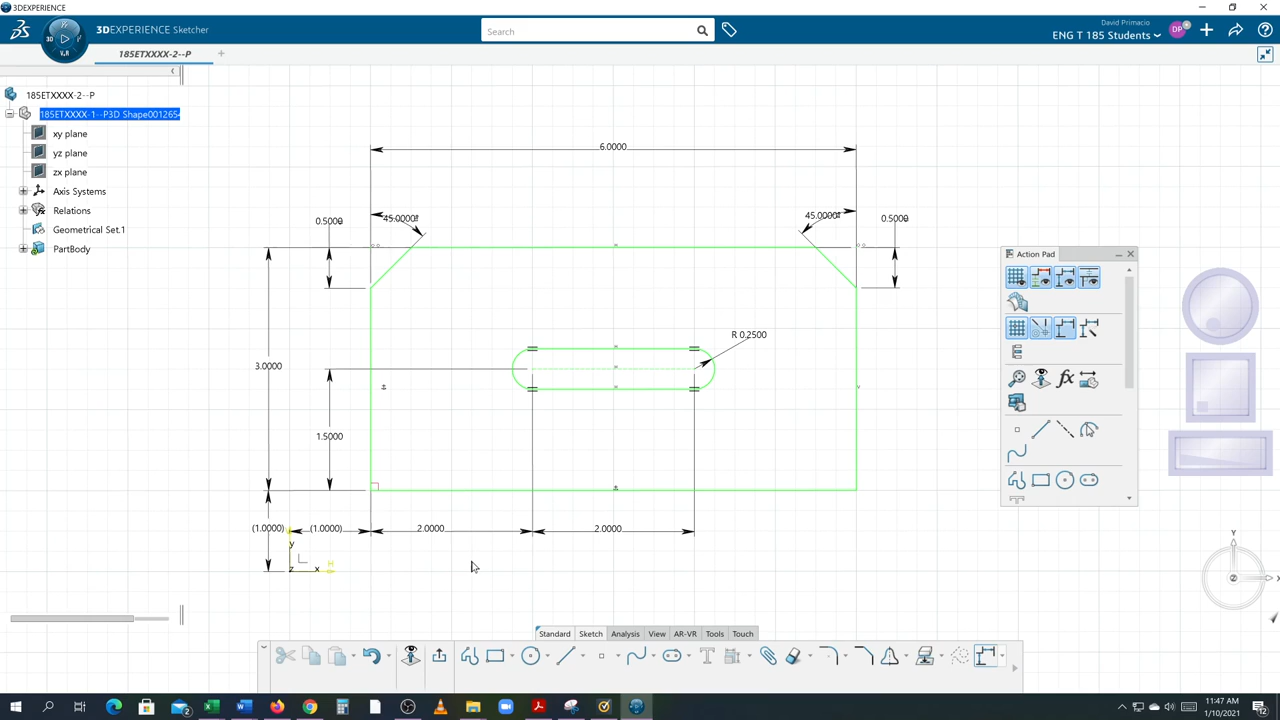 3DEXPERIENCE
3DEXPERIENCE Sketcher
Search
David Primacio
ENG T 185 Students
DP
3D
V.R
185ETXXXX-2--P
185ETXXXX-2--P
185ETXXXX-1--P3D Shape001265
xy plane
yz plane
zx plane
Axis Systems
Relations
Geometrical Set.1
PartBody
6.0000
0.5000
45.0000°
45.0000°
0.5000
R 0.2500
3.0000
1.5000
(1.0000)
(1.0000)
2.0000
2.0000
y
H
z
x
Action Pad
Y
Z
X
Standard
Sketch
Analysis
View
AR-VR
Tools
Touch
11:47 AM
1/10/2021